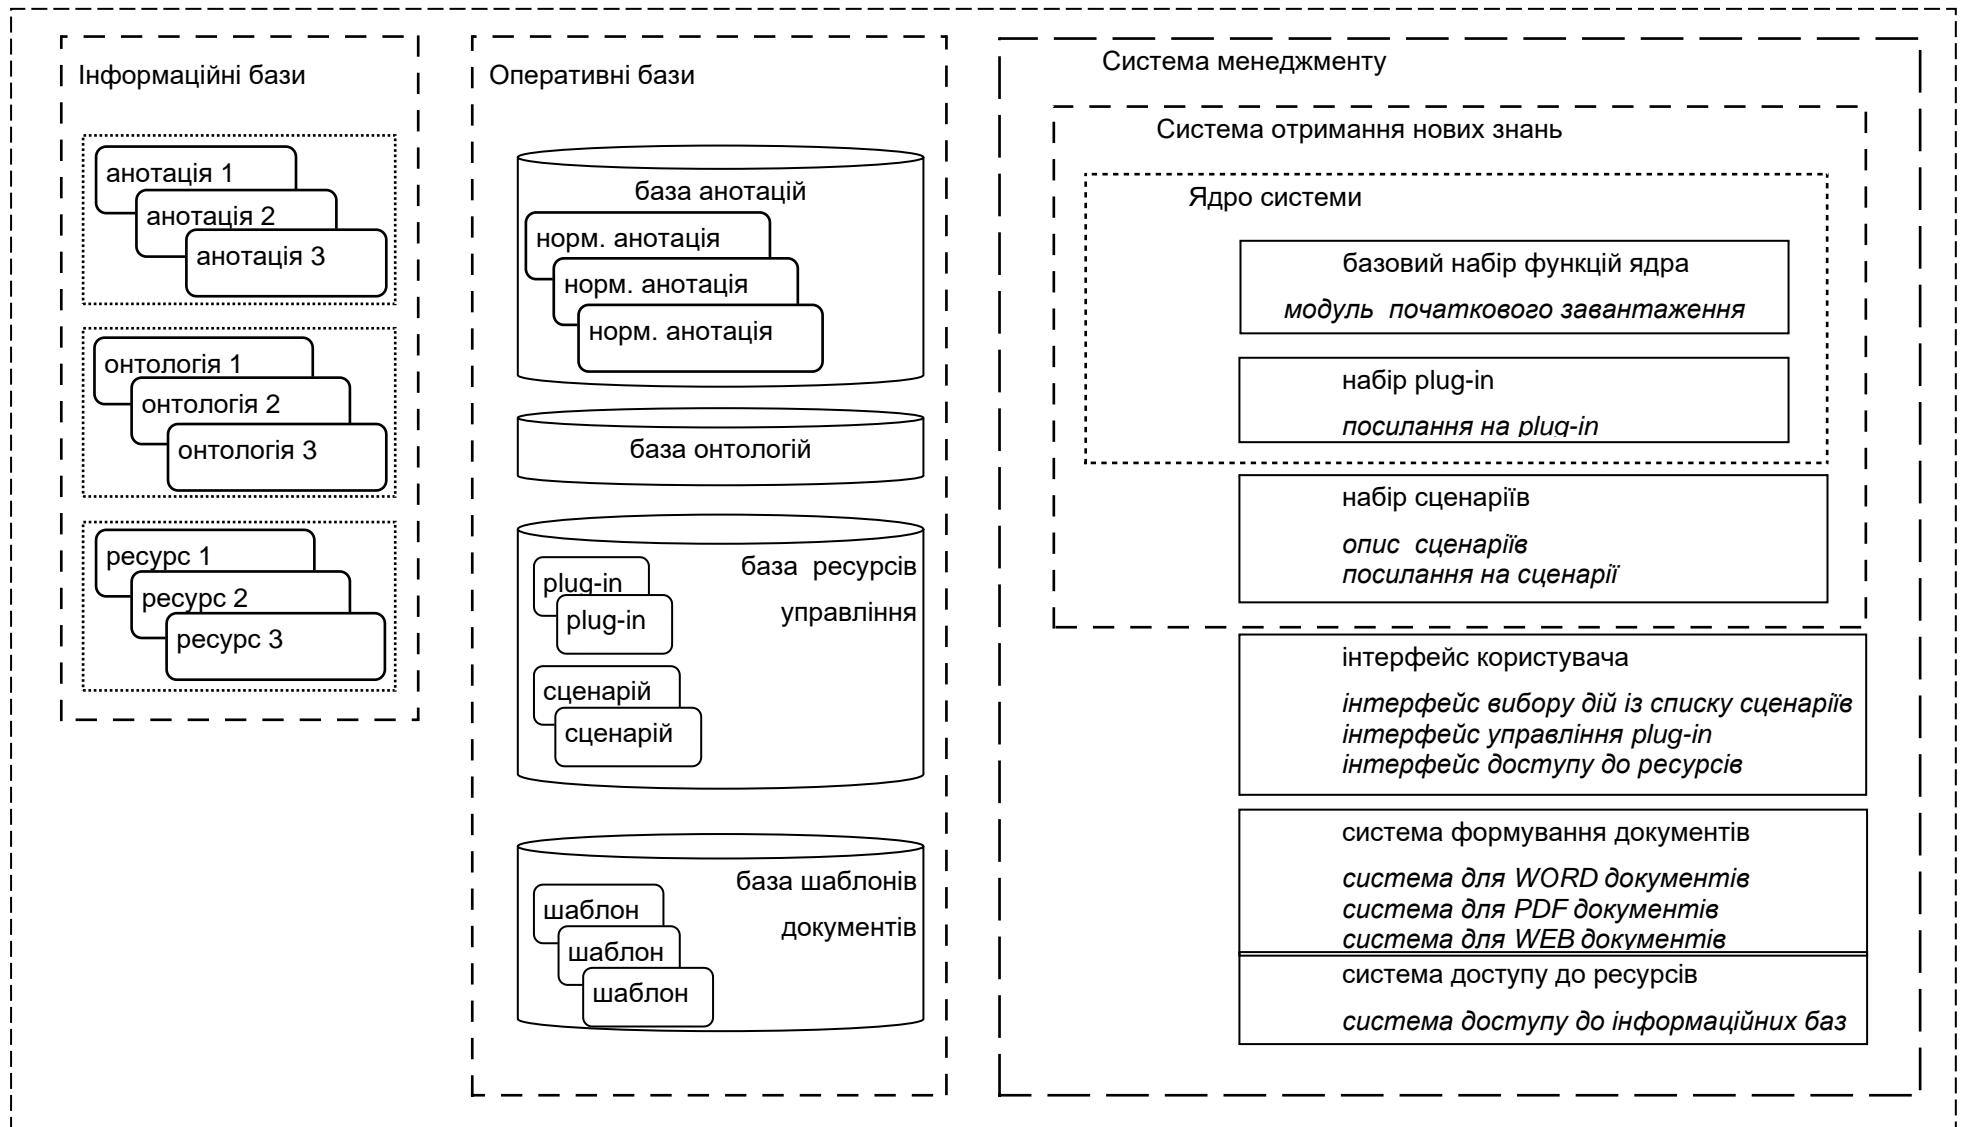 Інформаційні бази
анотація 1
анотація 2
анотація 3
онтологія 1
онтологія 2
онтологія 3
ресурс 1
ресурс 2
ресурс 3
Оперативні бази
база анотацій
норм. анотація
норм. анотація
норм. анотація
база онтологій
база ресурсів
управління
plug-in
plug-in
сценарій
сценарій
база шаблонів
документів
шаблон
шаблон
шаблон
Система менеджменту
Система отримання нових знань
Ядро системи
базовий набір функцій ядра
модуль початкового завантаження
набір plug-in
посилання на plug-in
набір сценаріїв
опис сценаріїв
посилання на сценарії
інтерфейс користувача
інтерфейс вибору дій із списку сценаріїв
інтерфейс управління plug-in
інтерфейс доступу до ресурсів
система формування документів
система для WORD документів
система для PDF документів
система для WEB документів
система доступу до ресурсів
система доступу до інформаційних баз